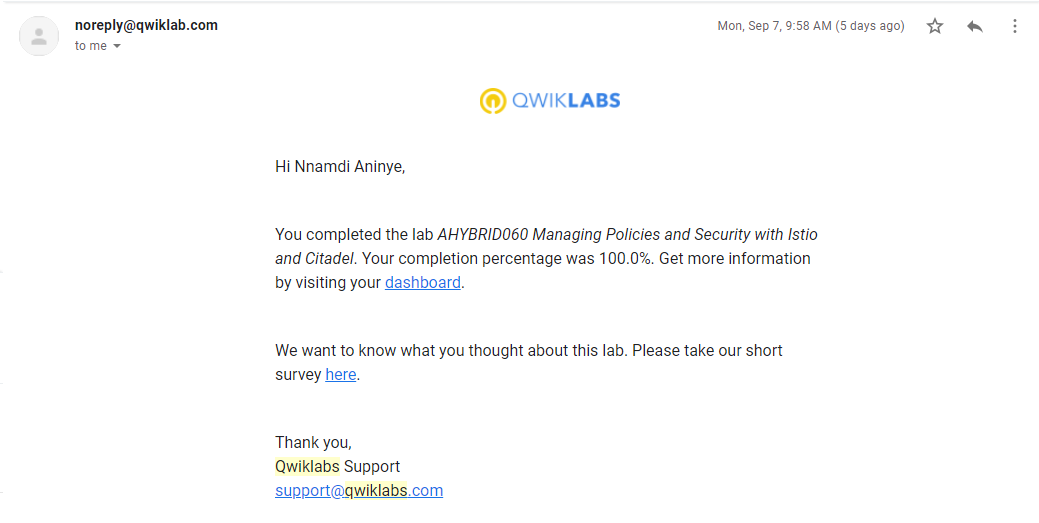 noreply@qwiklab.com
Mon, Sep 7, 9:58 AM (5 days ago)
to me
QWIKLABS
Hi Nnamdi Aninye,
You completed the lab AHYBRID060 Managing Policies and Security with Istio
and Citadel. Your completion percentage was 100.0%. Get more information
by visiting your dashboard.
We want to know what you thought about this lab. Please take our short
survey here.
Thank you,
Qwiklabs Support
support@qwiklabs.com